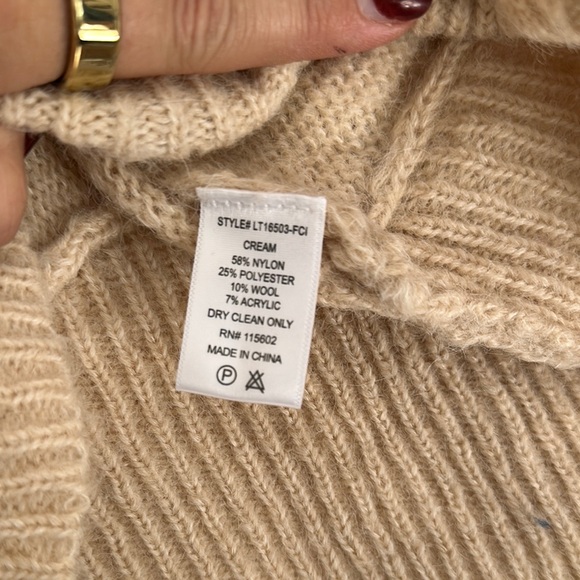 STYLE# LT16503-FCI
CREAM
58% NYLON
25% POLYESTER
10% WOOL
7% ACRYLIC
DRY CLEAN ONLY
RN# 115602
MADE IN CHINA
P